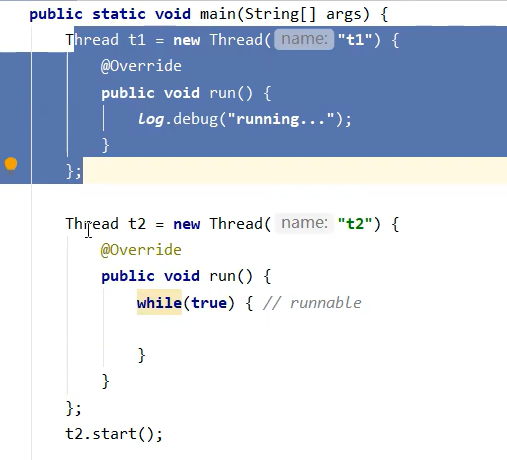 public static void main(String[] args) {
Thread t1 = new Thread( name: "t1") {
@Override
public void run() {
log.debug("running...");
}
};
Thread t2 = new Thread( name: "t2") {
@Override
public void run() {
while(true) { // runnable
}
}
};
t2.start();